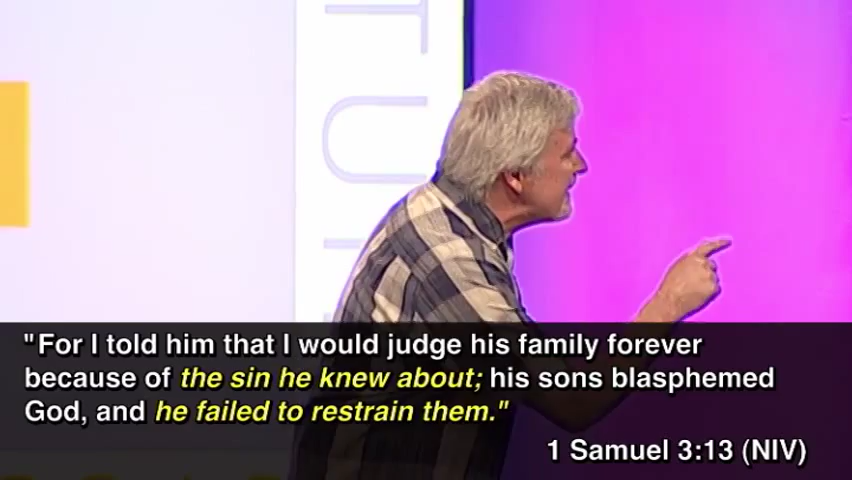 TU
"For I told him that I would judge his family forever
because of the sin he knew about; his sons blasphemed
God, and he failed to restrain them."
1 Samuel 3:13 (NIV)